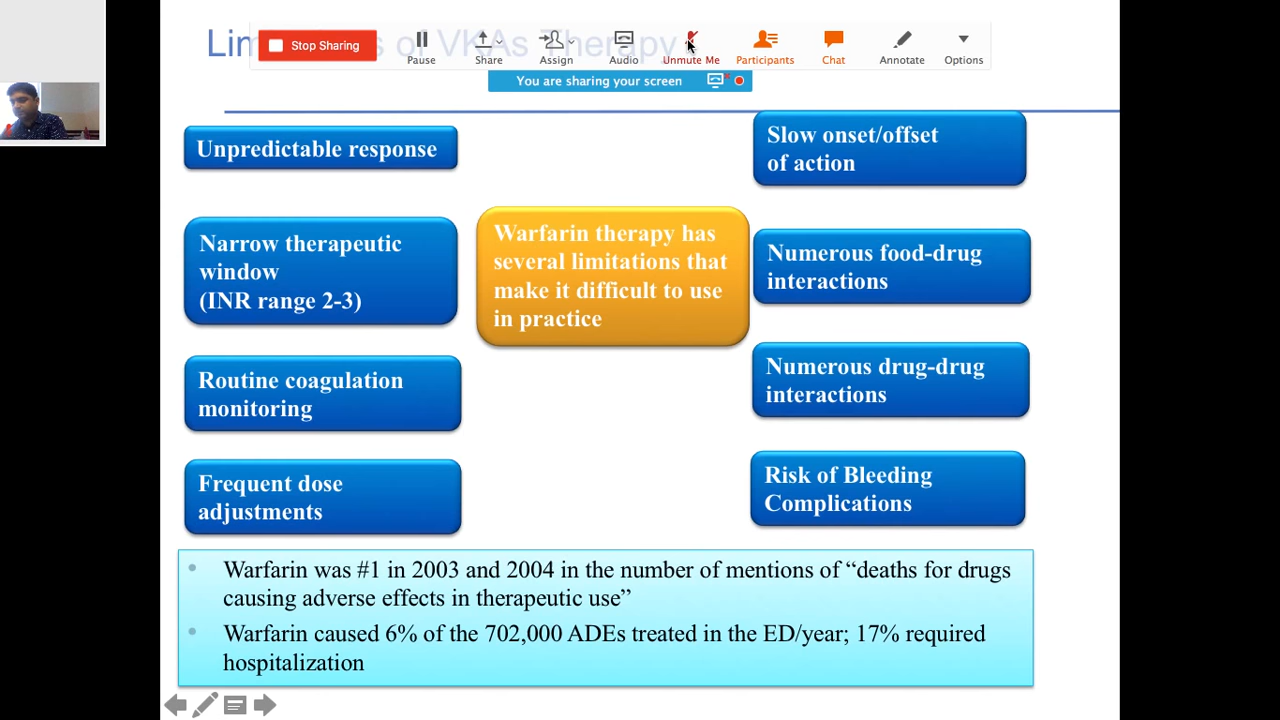 Lim
s of VKAs Therapy
Stop Sharing
Pause
Share
Assign
Audio
Unmute Me
Participants
Chat
Annotate
Options
You are sharing your screen
Unpredictable response
Narrow therapeutic
window
(INR range 2-3)
Routine coagulation
monitoring
Frequent dose
adjustments
Warfarin therapy has
several limitations that
make it difficult to use
in practice
Slow onset/offset
of action
Numerous food-drug
interactions
Numerous drug-drug
interactions
Risk of Bleeding
Complications
• Warfarin was #1 in 2003 and 2004 in the number of mentions of “deaths for drugs
causing adverse effects in therapeutic use”
• Warfarin caused 6% of the 702,000 ADEs treated in the ED/year; 17% required
hospitalization